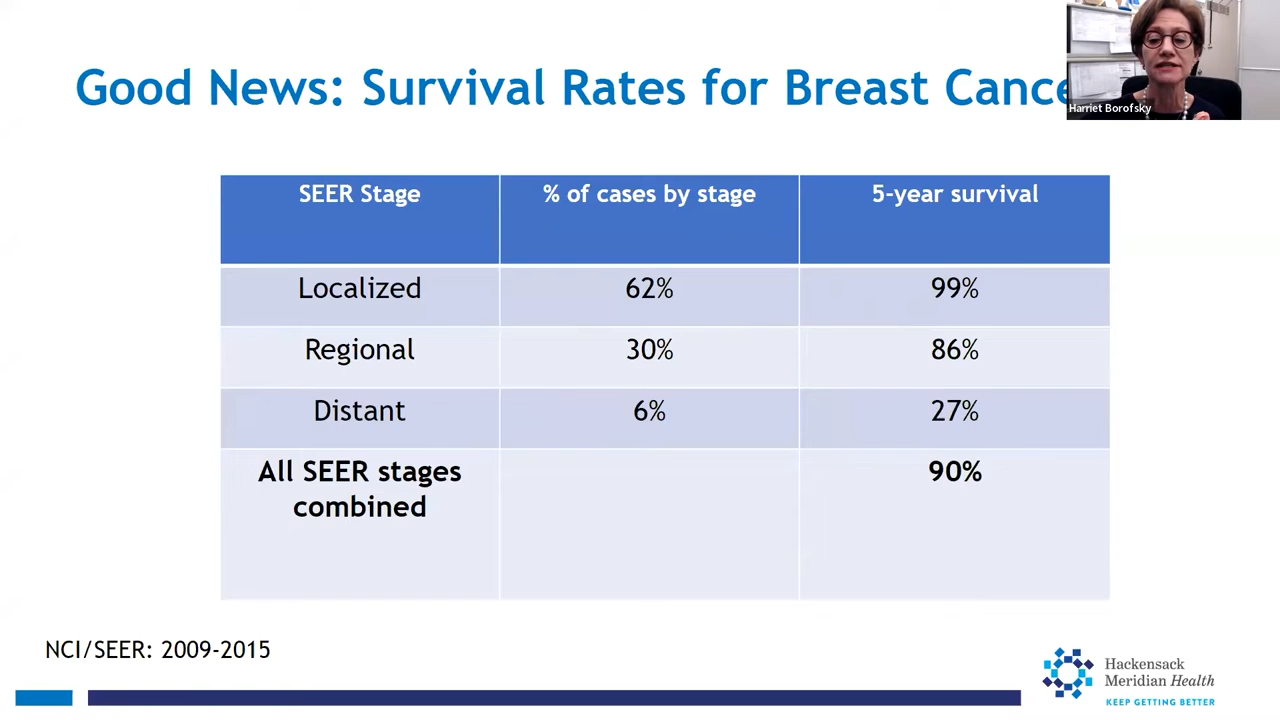 Good News: Survival Rates for Breast Cance
Harriet Borofsky
SEER Stage
% of cases by stage
5-year survival
Localized
62%
99%
Regional
30%
86%
Distant
6%
27%
All SEER stages
combined
90%
NCI/SEER: 2009-2015
Hackensack
Meridian Health
KEEP GETTING BETTER